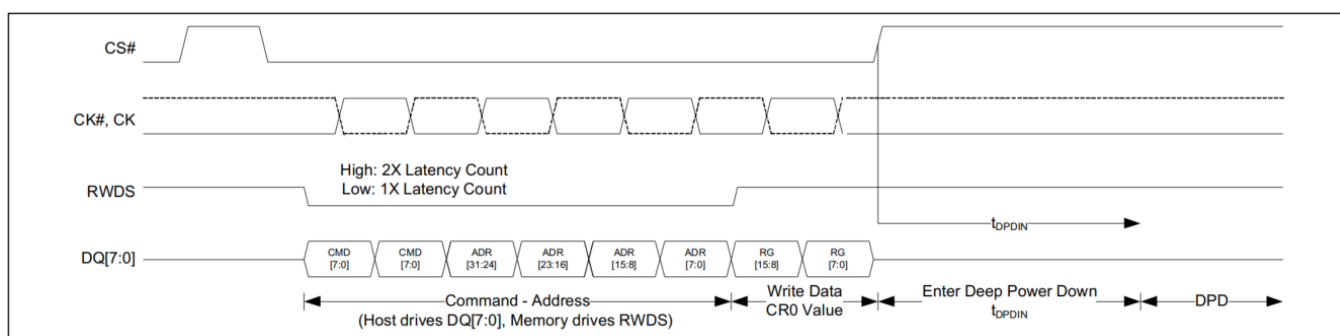 CS#
CK#, CK
High: 2X Latency Count
Low: 1X Latency Count
RWDS
tDPDIN
DQ[7:0]
CMD [7:0]
CMD [7:0]
ADR [31:24]
ADR [23:16]
ADR [15:8]
ADR [7:0]
RG [15:8]
RG [7:0]
Command - Address
(Host drives DQ[7:0], Memory drives RWDS)
Write Data
CR0 Value
Enter Deep Power Down
tDPDIN
DPD